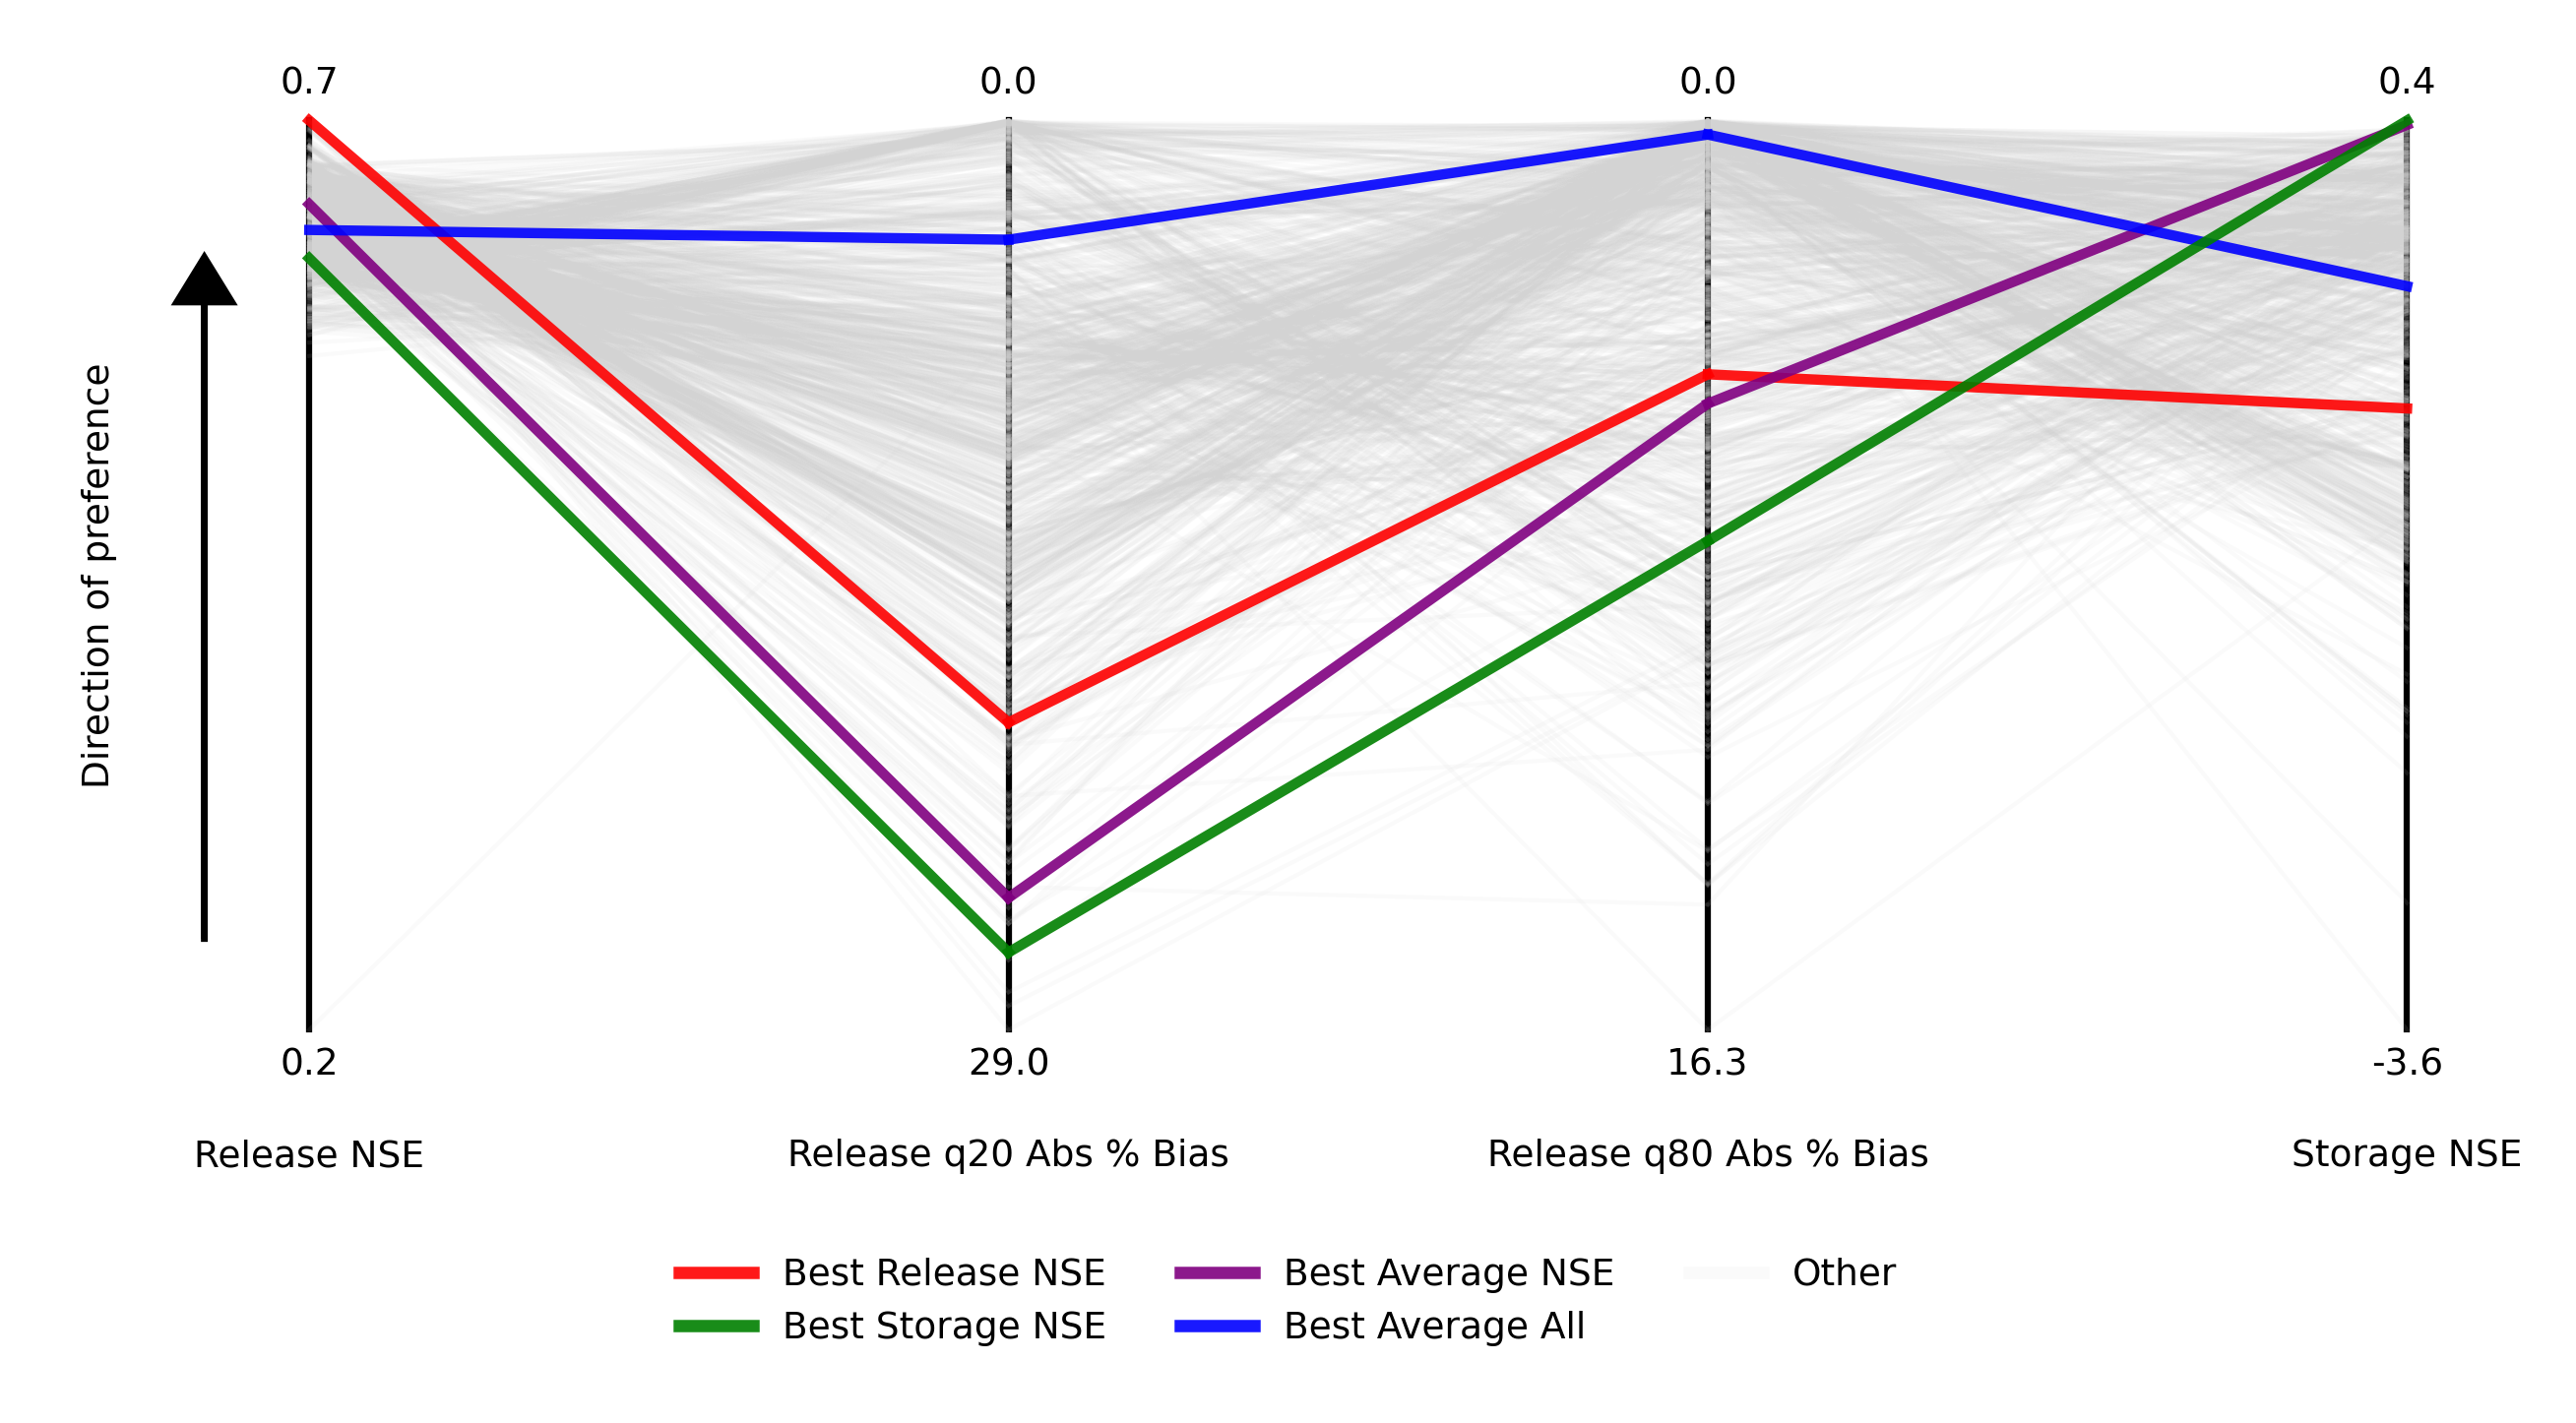 0.7
0.0
0.0
0.4
Direction of preference
0.2
29.0
16.3
-3.6
Release NSE
Release q20 Abs % Bias
Release q80 Abs % Bias
Storage NSE
Best Release NSE
Best Average NSE
Other
Best Storage NSE
Best Average All